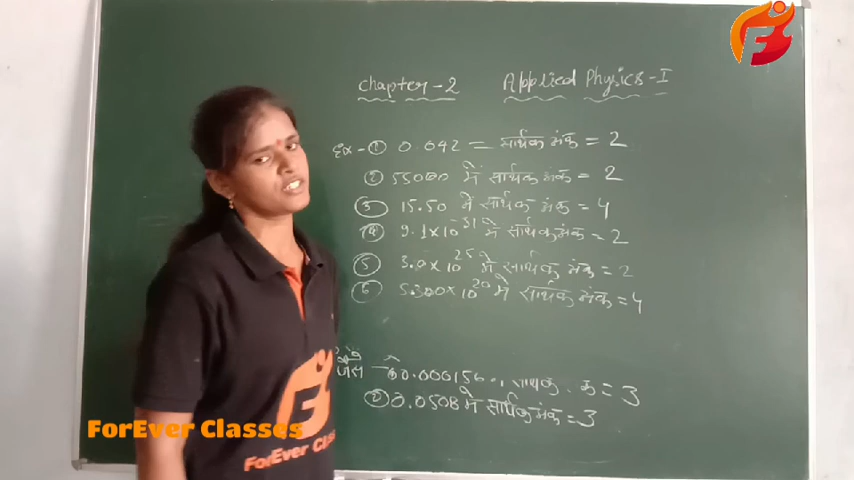 chapter-2 Applied Physics-I
Ex-① 0.042 = सार्थक अंक = 2
② 55000 में सार्थक अंक = 2
③ 15.50 में सार्थक अंक = 4
④ 9.1×10⁻³¹ में सार्थक अंक = 2
⑤ 3.0×10²⁵ में सार्थक अंक = 2
⑥ 5.300×10²⁰ में सार्थक अंक = 4
जैसे 0.000156 सार्थक = 3
② 0.0508 में सार्थक अंक = 3
ForEver Classes
ForEver Cl